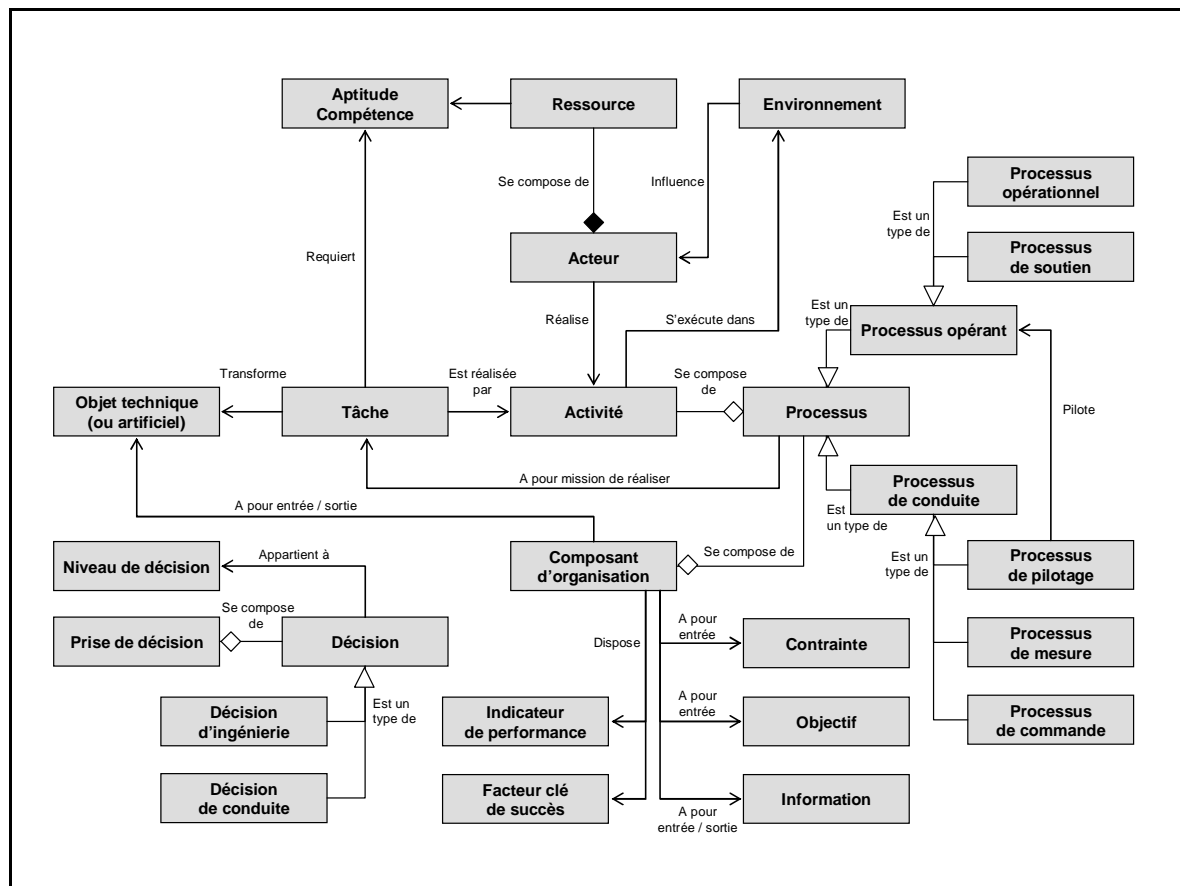 Aptitude
Compétence
Ressource
Environnement
Se compose de
Influence
Processus
opérationnel
Est un
type de
Processus
de soutien
Requiert
Acteur
Réalise
S'exécute dans
Est un
type de
Processus opérant
Transforme
Est réalisée
par
Se compose
de
Objet technique
(ou artificiel)
Tâche
Activité
Processus
Pilote
A pour mission de réaliser
Processus
de conduite
A pour entrée / sortie
Est
un type de
Composant
d’organisation
Se compose de
Est un
type de
Processus
de pilotage
Appartient à
Niveau de décision
Se compose
de
Prise de décision
Décision
Dispose
A pour
entrée
Contrainte
Processus
de mesure
Est un
type de
Décision
d’ingénierie
Indicateur
de performance
A pour
entrée
Objectif
Processus
de commande
Décision
de conduite
Facteur clé
de succès
A pour
entrée / sortie
Information